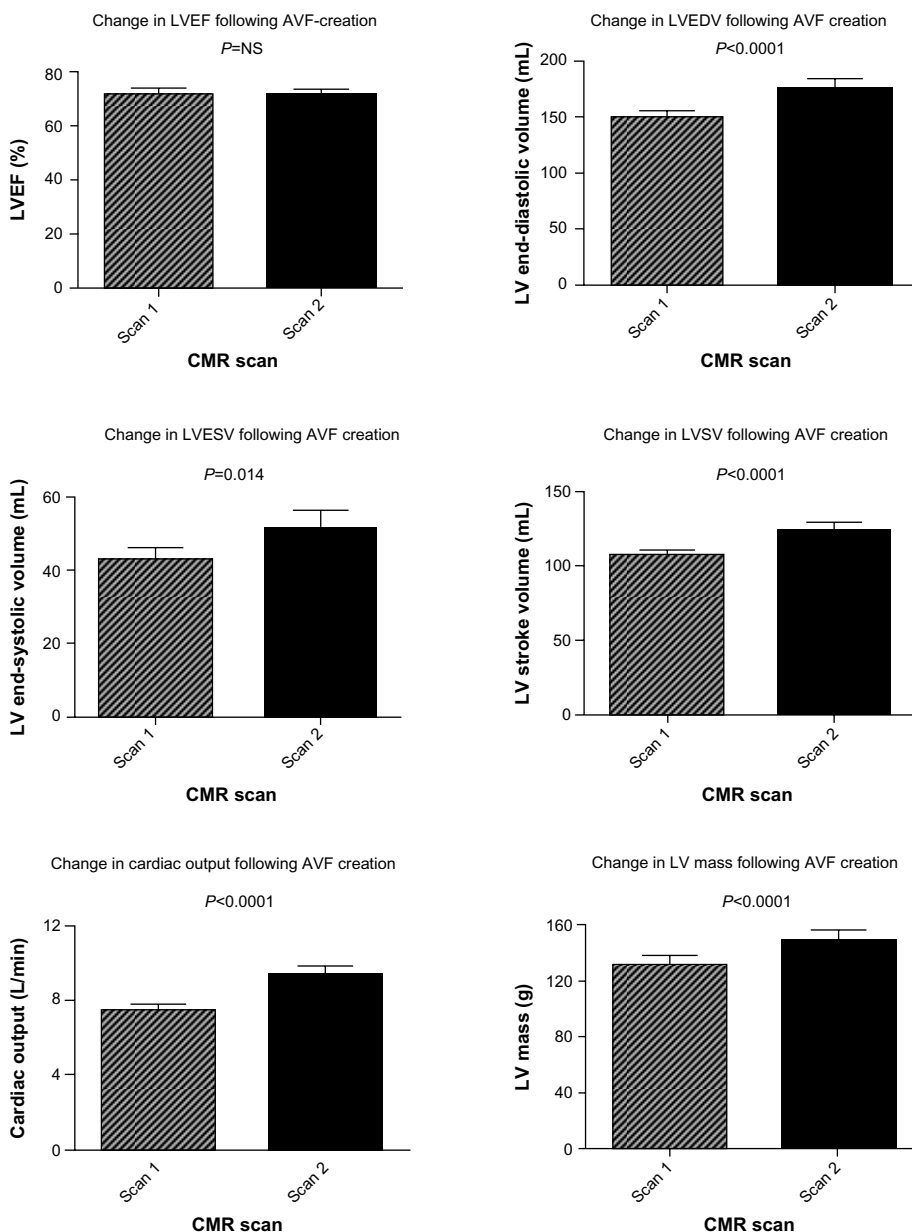 Change in LVEF following AVF-creation
P=NS
80
60
40
20
0
LVEF (%)
Scan 1
Scan 2
CMR scan
Change in LVEDV following AVF creation
P<0.0001
200
150
100
50
0
LV end-diastolic volume (mL)
Scan 1
Scan 2
CMR scan
Change in LVESV following AVF creation
P=0.014
60
40
20
0
LV end-systolic volume (mL)
Scan 1
Scan 2
CMR scan
Change in LVSV following AVF creation
P<0.0001
150
100
50
0
LV stroke volume (mL)
Scan 1
Scan 2
CMR scan
Change in cardiac output following AVF creation
P<0.0001
12
8
4
0
Cardiac output (L/min)
Scan 1
Scan 2
CMR scan
Change in LV mass following AVF creation
P<0.0001
160
120
80
40
0
LV mass (g)
Scan 1
Scan 2
CMR scan